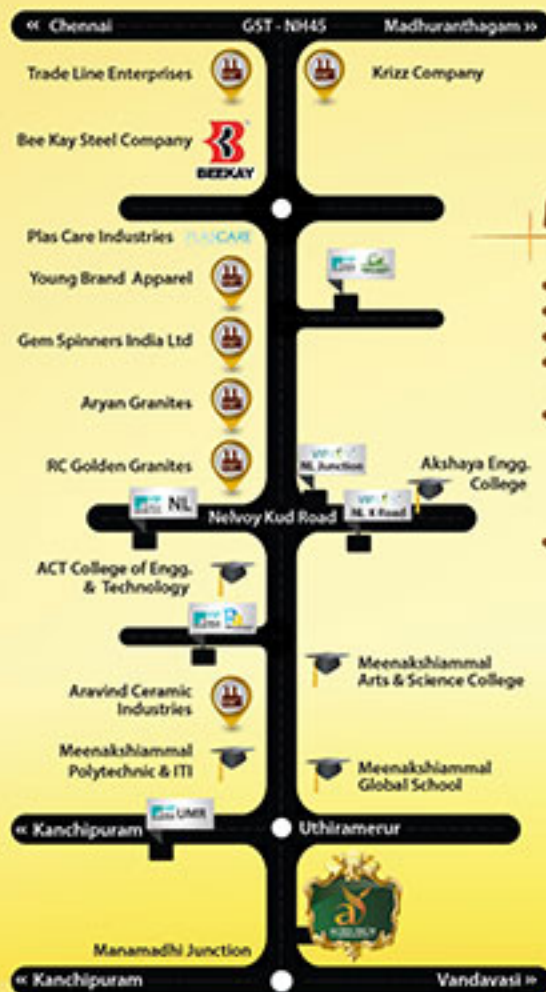 « Chennai GST - NH45 Madhuranthagam »
Trade Line Enterprises
Krizz Company
Bee Kay Steel Company
BEEKAY
Plas Care Industries PLASCARE
Young Brand Apparel
Gem Spinners India Ltd
Aryan Granites
RC Golden Granites
NL Junction
Akshaya Engg.
College
NL
NL K Road
Nelvoy Kud Road
ACT College of Engg.
& Technology
Meenakshiammal
Arts & Science College
Aravind Ceramic
Industries
Meenakshiammal
Polytechnic & ITI
Meenakshiammal
Global School
UMR
« Kanchipuram
Uthiramerur
Manamadhi Junction
« Kanchipuram
Vandavasi »